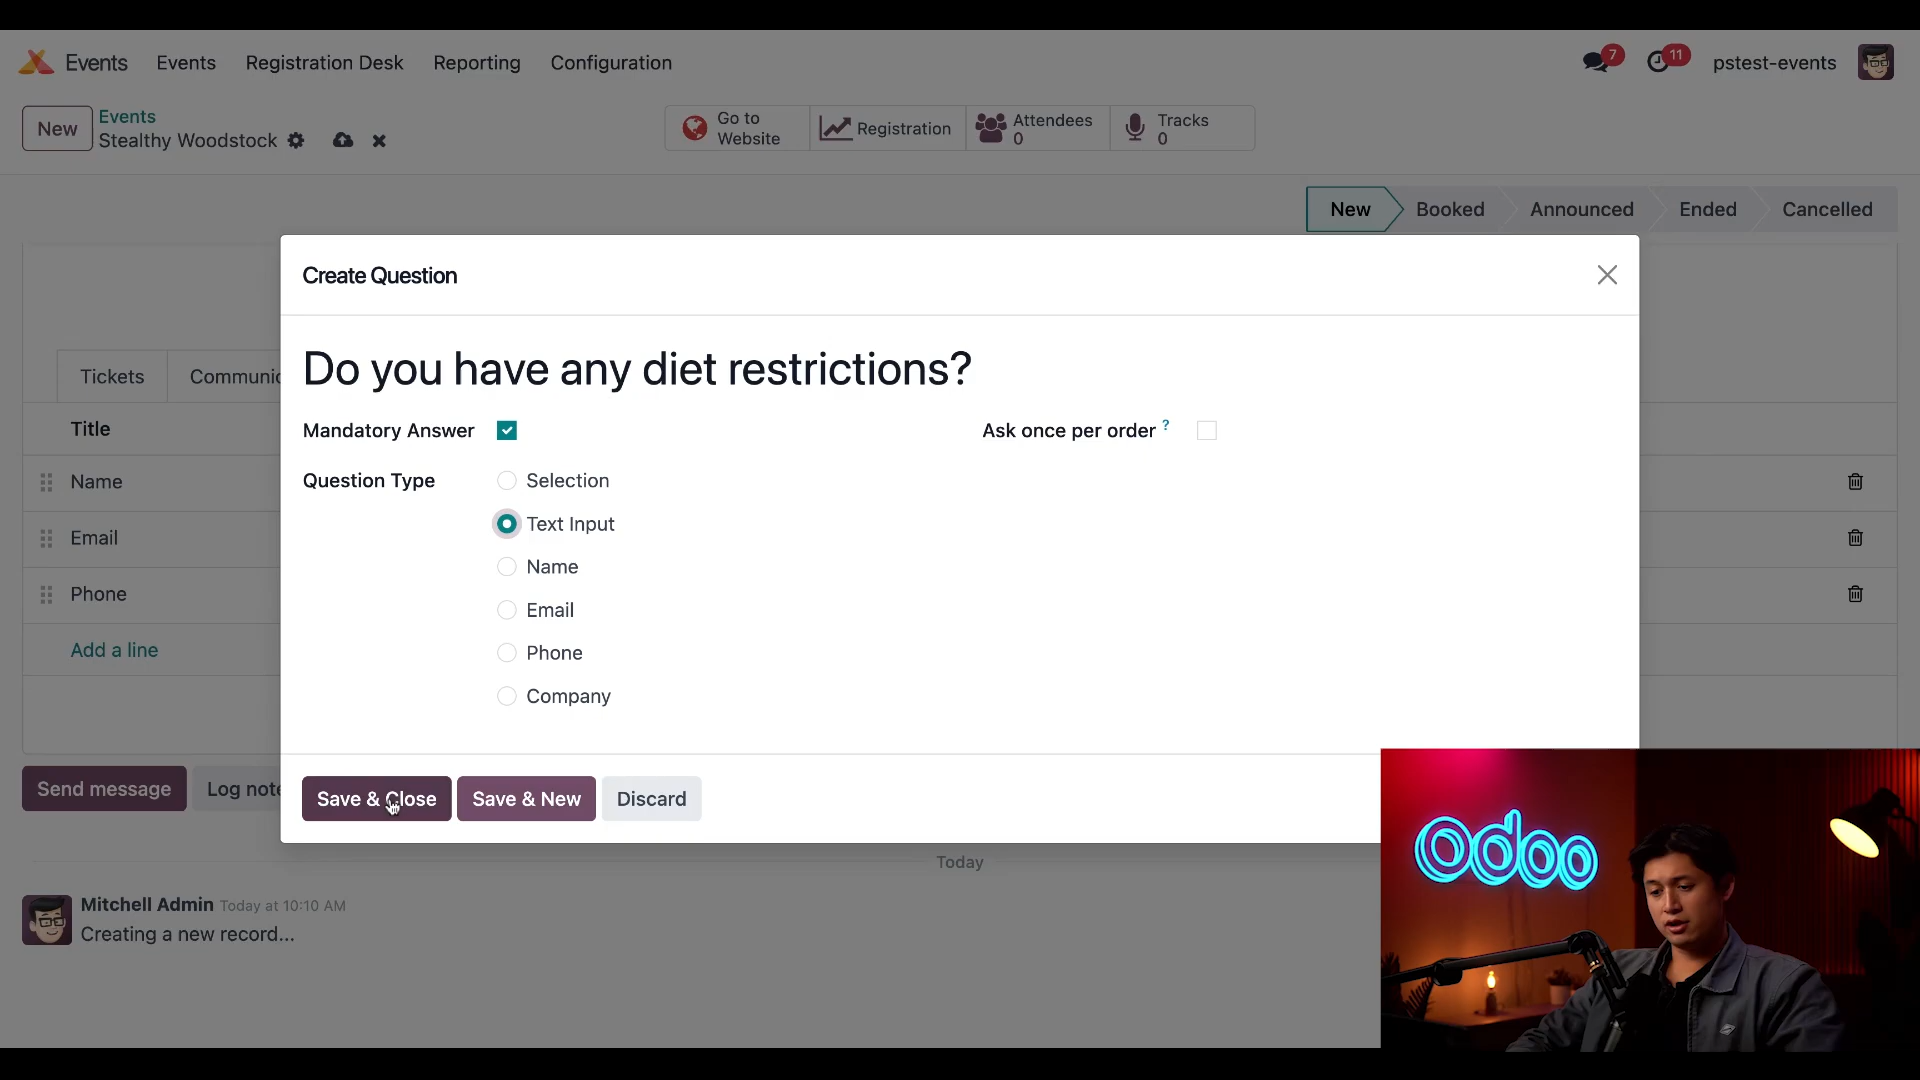 Events Events Registration Desk Reporting Configuration 7 11 pstest-events
New Events
Stealthy Woodstock
Go to Website
Registration
Attendees 0
Tracks 0
New Booked Announced Ended Cancelled
Create Question
Do you have any diet restrictions?
Mandatory Answer
Ask once per order ?
Question Type
Selection
Text Input
Name
Email
Phone
Company
Tickets
Title
Name
Email
Phone
Add a line
Save & Close Save & New Discard
Send message
Today
Mitchell Admin Today at 10:10 AM
Creating a new record...
odoo